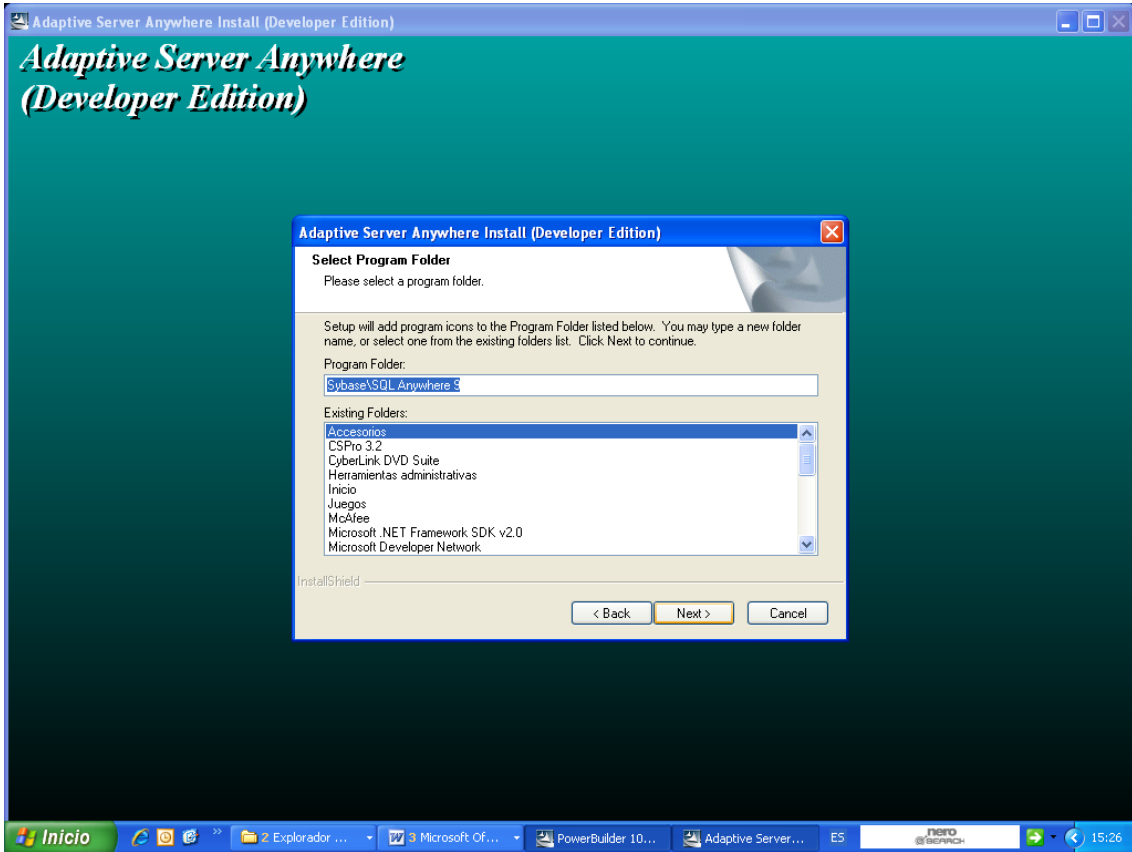 Adaptive Server Anywhere Install (Developer Edition)
Adaptive Server Anywhere
(Developer Edition)
Adaptive Server Anywhere Install (Developer Edition)
Select Program Folder
Please select a program folder.
Setup will add program icons to the Program Folder listed below. You may type a new folder
name, or select one from the existing folders list. Click Next to continue.
Program Folder:
Sybase\SQL Anywhere 9
Existing Folders:
Accesorios
CSPro 3.2
CyberLink DVD Suite
Herramientas administrativas
Inicio
Juegos
McAfee
Microsoft .NET Framework SDK v2.0
Microsoft Developer Network
InstallShield
< Back Next > Cancel
Inicio » 2 Explorador ... 3 Microsoft Of... PowerBuilder 10... Adaptive Server... ES nero 15:26
@SEARCH